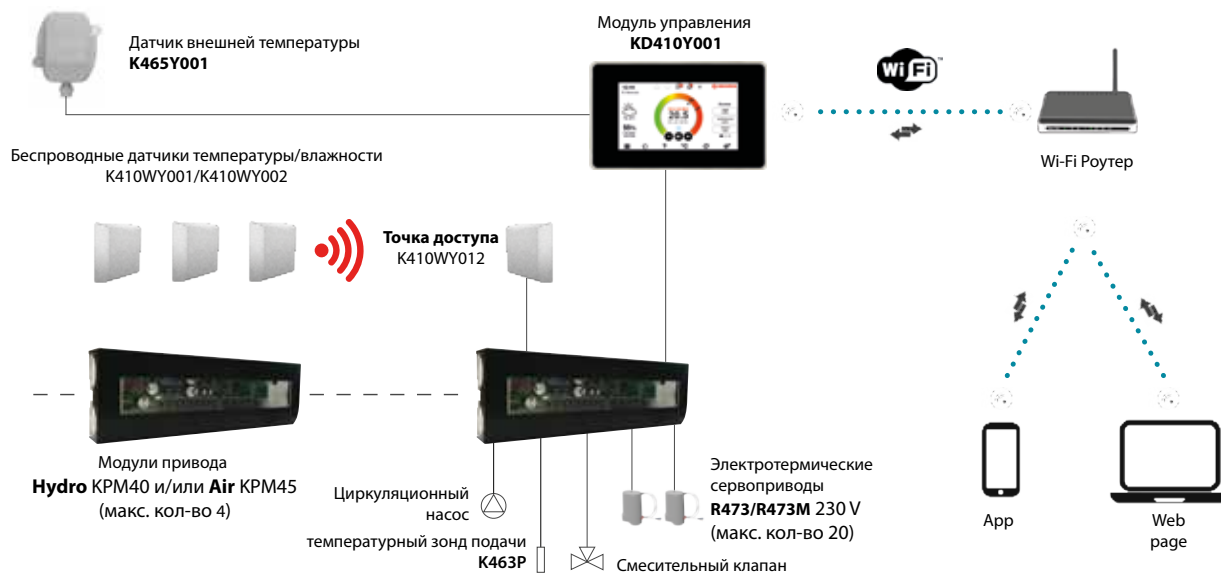 Датчик внешней температуры
K465Y001
Модуль управления
KD410Y001
Wi Fi
20.5
Wi-Fi Роутер
Беспроводные датчики температуры/влажности
K410WY001/K410WY002
Точка доступа
K410WY012
Модули привода
Hydro KPM40 и/или Air KPM45
(макс. кол-во 4)
Циркуляционный
насос
температурный зонд подачи
K463P
Смесительный клапан
Электротермические
сервоприводы
R473/R473M 230 V
(макс. кол-во 20)
App
Web
page